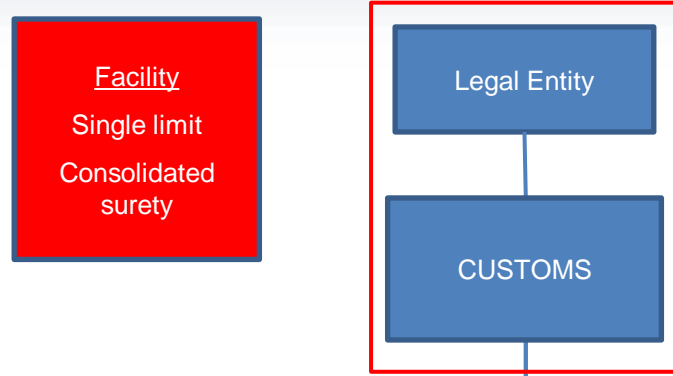 Facility
Single limit
Consolidated
surety
Legal Entity
CUSTOMS